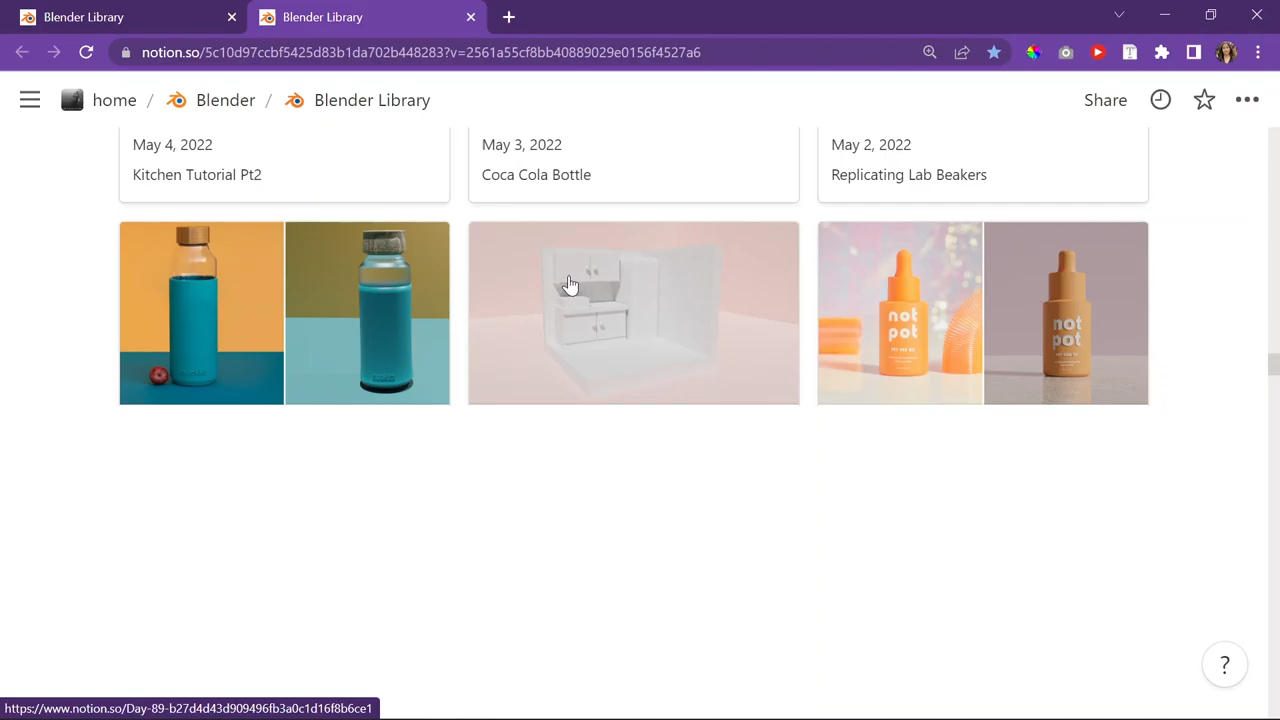 Blender Library
Blender Library
notion.so/5c10d97ccbf5425d83b1da702b448283?v=2561a55cf8bb40889029e0156f4527a6
home / Blender / Blender Library
Share
May 4, 2022
Kitchen Tutorial Pt2
May 3, 2022
Coca Cola Bottle
May 2, 2022
Replicating Lab Beakers
not
pot
not
pot
?
https://www.notion.so/Day-89-b27d4d43d909496fb3a0c1d16f8b6ce1